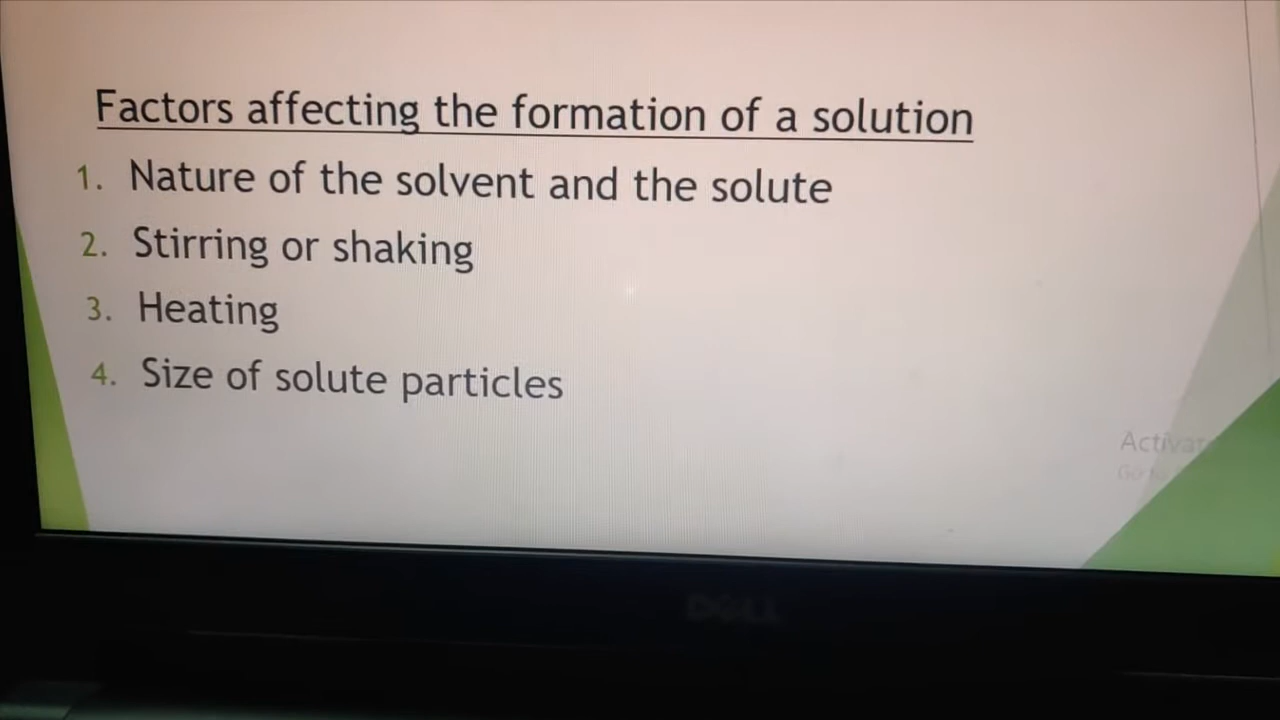 Factors affecting the formation of a solution
1. Nature of the solvent and the solute
2. Stirring or shaking
3. Heating
4. Size of solute particles
DELL